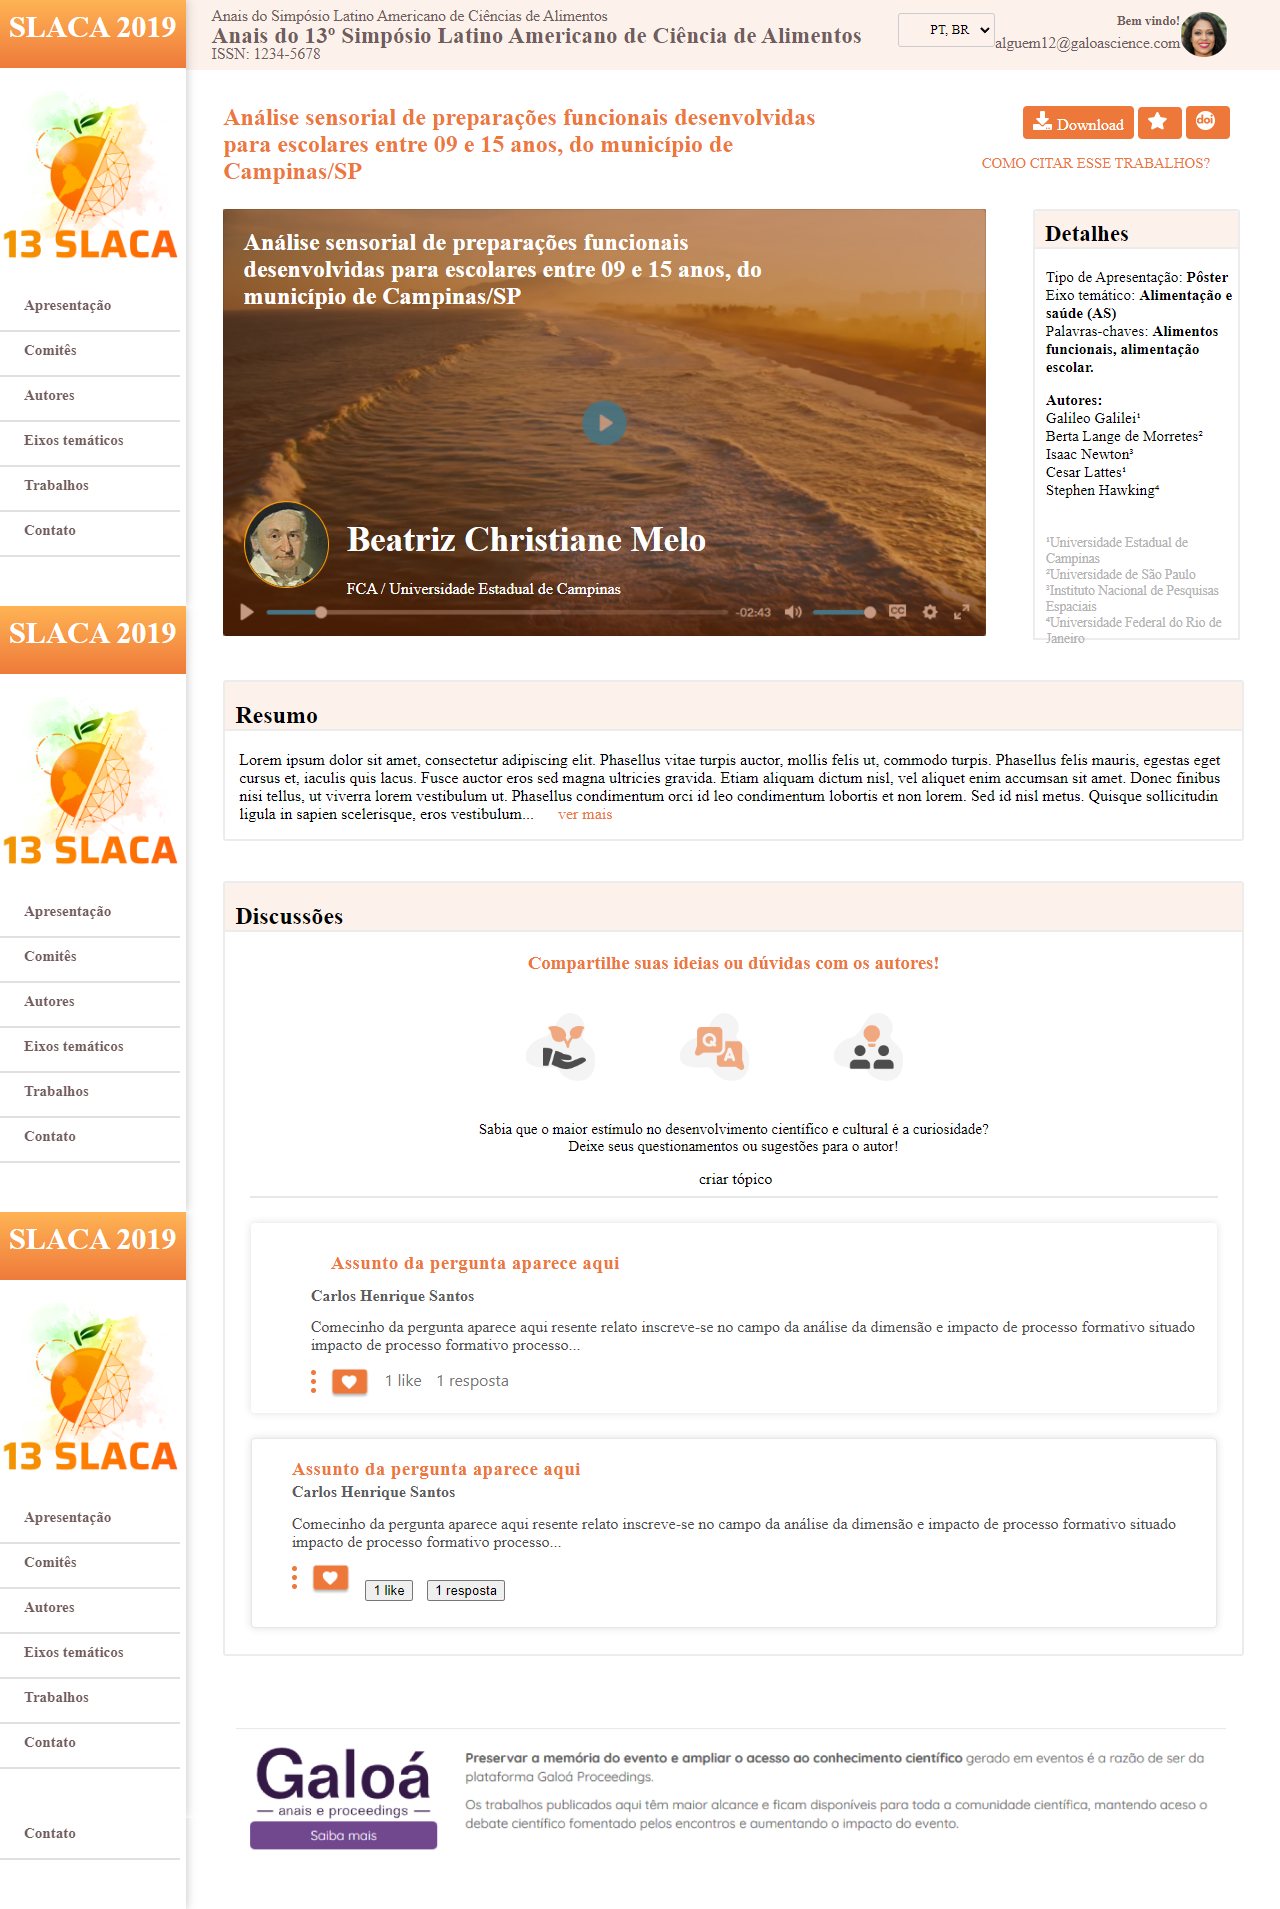 SLACA 2019
13 SLACA
Apresentação
Comitês
Autores
Eixos temáticos
Trabalhos
Contato
SLACA 2019
13 SLACA
Apresentação
Comitês
Autores
Eixos temáticos
Trabalhos
Contato
SLACA 2019
13 SLACA
Apresentação
Comitês
Autores
Eixos temáticos
Trabalhos
Contato
Contato
Anais do Simpósio Latino Americano de Ciências de Alimentos
Anais do 13º Simpósio Latino Americano de Ciência de Alimentos
ISSN: 1234-5678
PT, BR
Bem vindo!
alguem12@galoascience.com
Análise sensorial de preparações funcionais desenvolvidas
para escolares entre 09 e 15 anos, do município de
Campinas/SP
Download
doi
COMO CITAR ESSE TRABALHOS?
Análise sensorial de preparações funcionais
desenvolvidas para escolares entre 09 e 15 anos, do
município de Campinas/SP
Beatriz Christiane Melo
FCA / Universidade Estadual de Campinas
-02:43
CC
Detalhes
Tipo de Apresentação: Pôster
Eixo temático: Alimentação e
saúde (AS)
Palavras-chaves: Alimentos
funcionais, alimentação
escolar.
Autores:
Galileo Galilei¹
Berta Lange de Morretes²
Isaac Newton³
Cesar Lattes¹
Stephen Hawking⁴
¹Universidade Estadual de
Campinas
²Universidade de São Paulo
³Instituto Nacional de Pesquisas
Espaciais
⁴Universidade Federal do Rio de
Janeiro
Resumo
Lorem ipsum dolor sit amet, consectetur adipiscing elit. Phasellus vitae turpis auctor, mollis felis ut, commodo turpis. Phasellus felis mauris, egestas eget
cursus et, iaculis quis lacus. Fusce auctor eros sed magna ultricies gravida. Etiam aliquam dictum nisl, vel aliquet enim accumsan sit amet. Donec finibus
nisi tellus, ut viverra lorem vestibulum ut. Phasellus condimentum orci id leo condimentum lobortis et non lorem. Sed id nisl metus. Quisque sollicitudin
ligula in sapien scelerisque, eros vestibulum... ver mais
Discussões
Compartilhe suas ideias ou dúvidas com os autores!
Q A
Sabia que o maior estímulo no desenvolvimento científico e cultural é a curiosidade?
Deixe seus questionamentos ou sugestões para o autor!
criar tópico
Assunto da pergunta aparece aqui
Carlos Henrique Santos
Comecinho da pergunta aparece aqui resente relato inscreve-se no campo da análise da dimensão e impacto de processo formativo situado
impacto de processo formativo processo...
1 like 1 resposta
Assunto da pergunta aparece aqui
Carlos Henrique Santos
Comecinho da pergunta aparece aqui resente relato inscreve-se no campo da análise da dimensão e impacto de processo formativo situado
impacto de processo formativo processo...
1 like 1 resposta
Galoá
anais e proceedings
Saiba mais
Preservar a memória do evento e ampliar o acesso ao conhecimento científico gerado em eventos é a razão de ser da
plataforma Galoá Proceedings.
Os trabalhos publicados aqui têm maior alcance e ficam disponíveis para toda a comunidade científica, mantendo aceso o
debate científico fomentado pelos encontros e aumentando o impacto do evento.